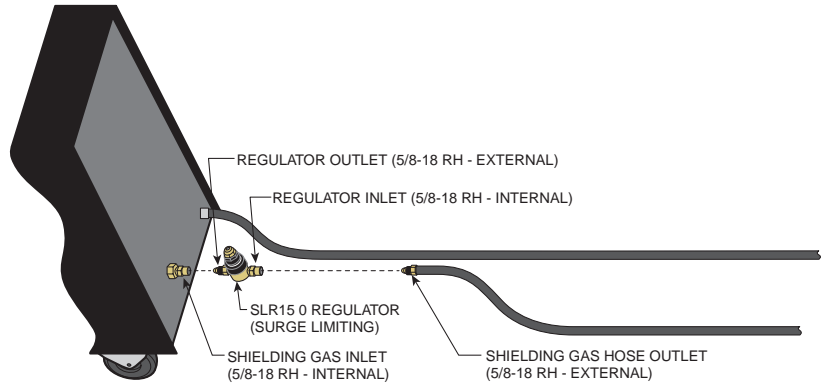 REGULATOR OUTLET (5/8-18 RH - EXTERNAL)
REGULATOR INLET (5/8-18 RH - INTERNAL)
SLR15 0 REGULATOR
(SURGE LIMITING)
SHIELDING GAS INLET
(5/8-18 RH - INTERNAL)
SHIELDING GAS HOSE OUTLET
(5/8-18 RH - EXTERNAL)